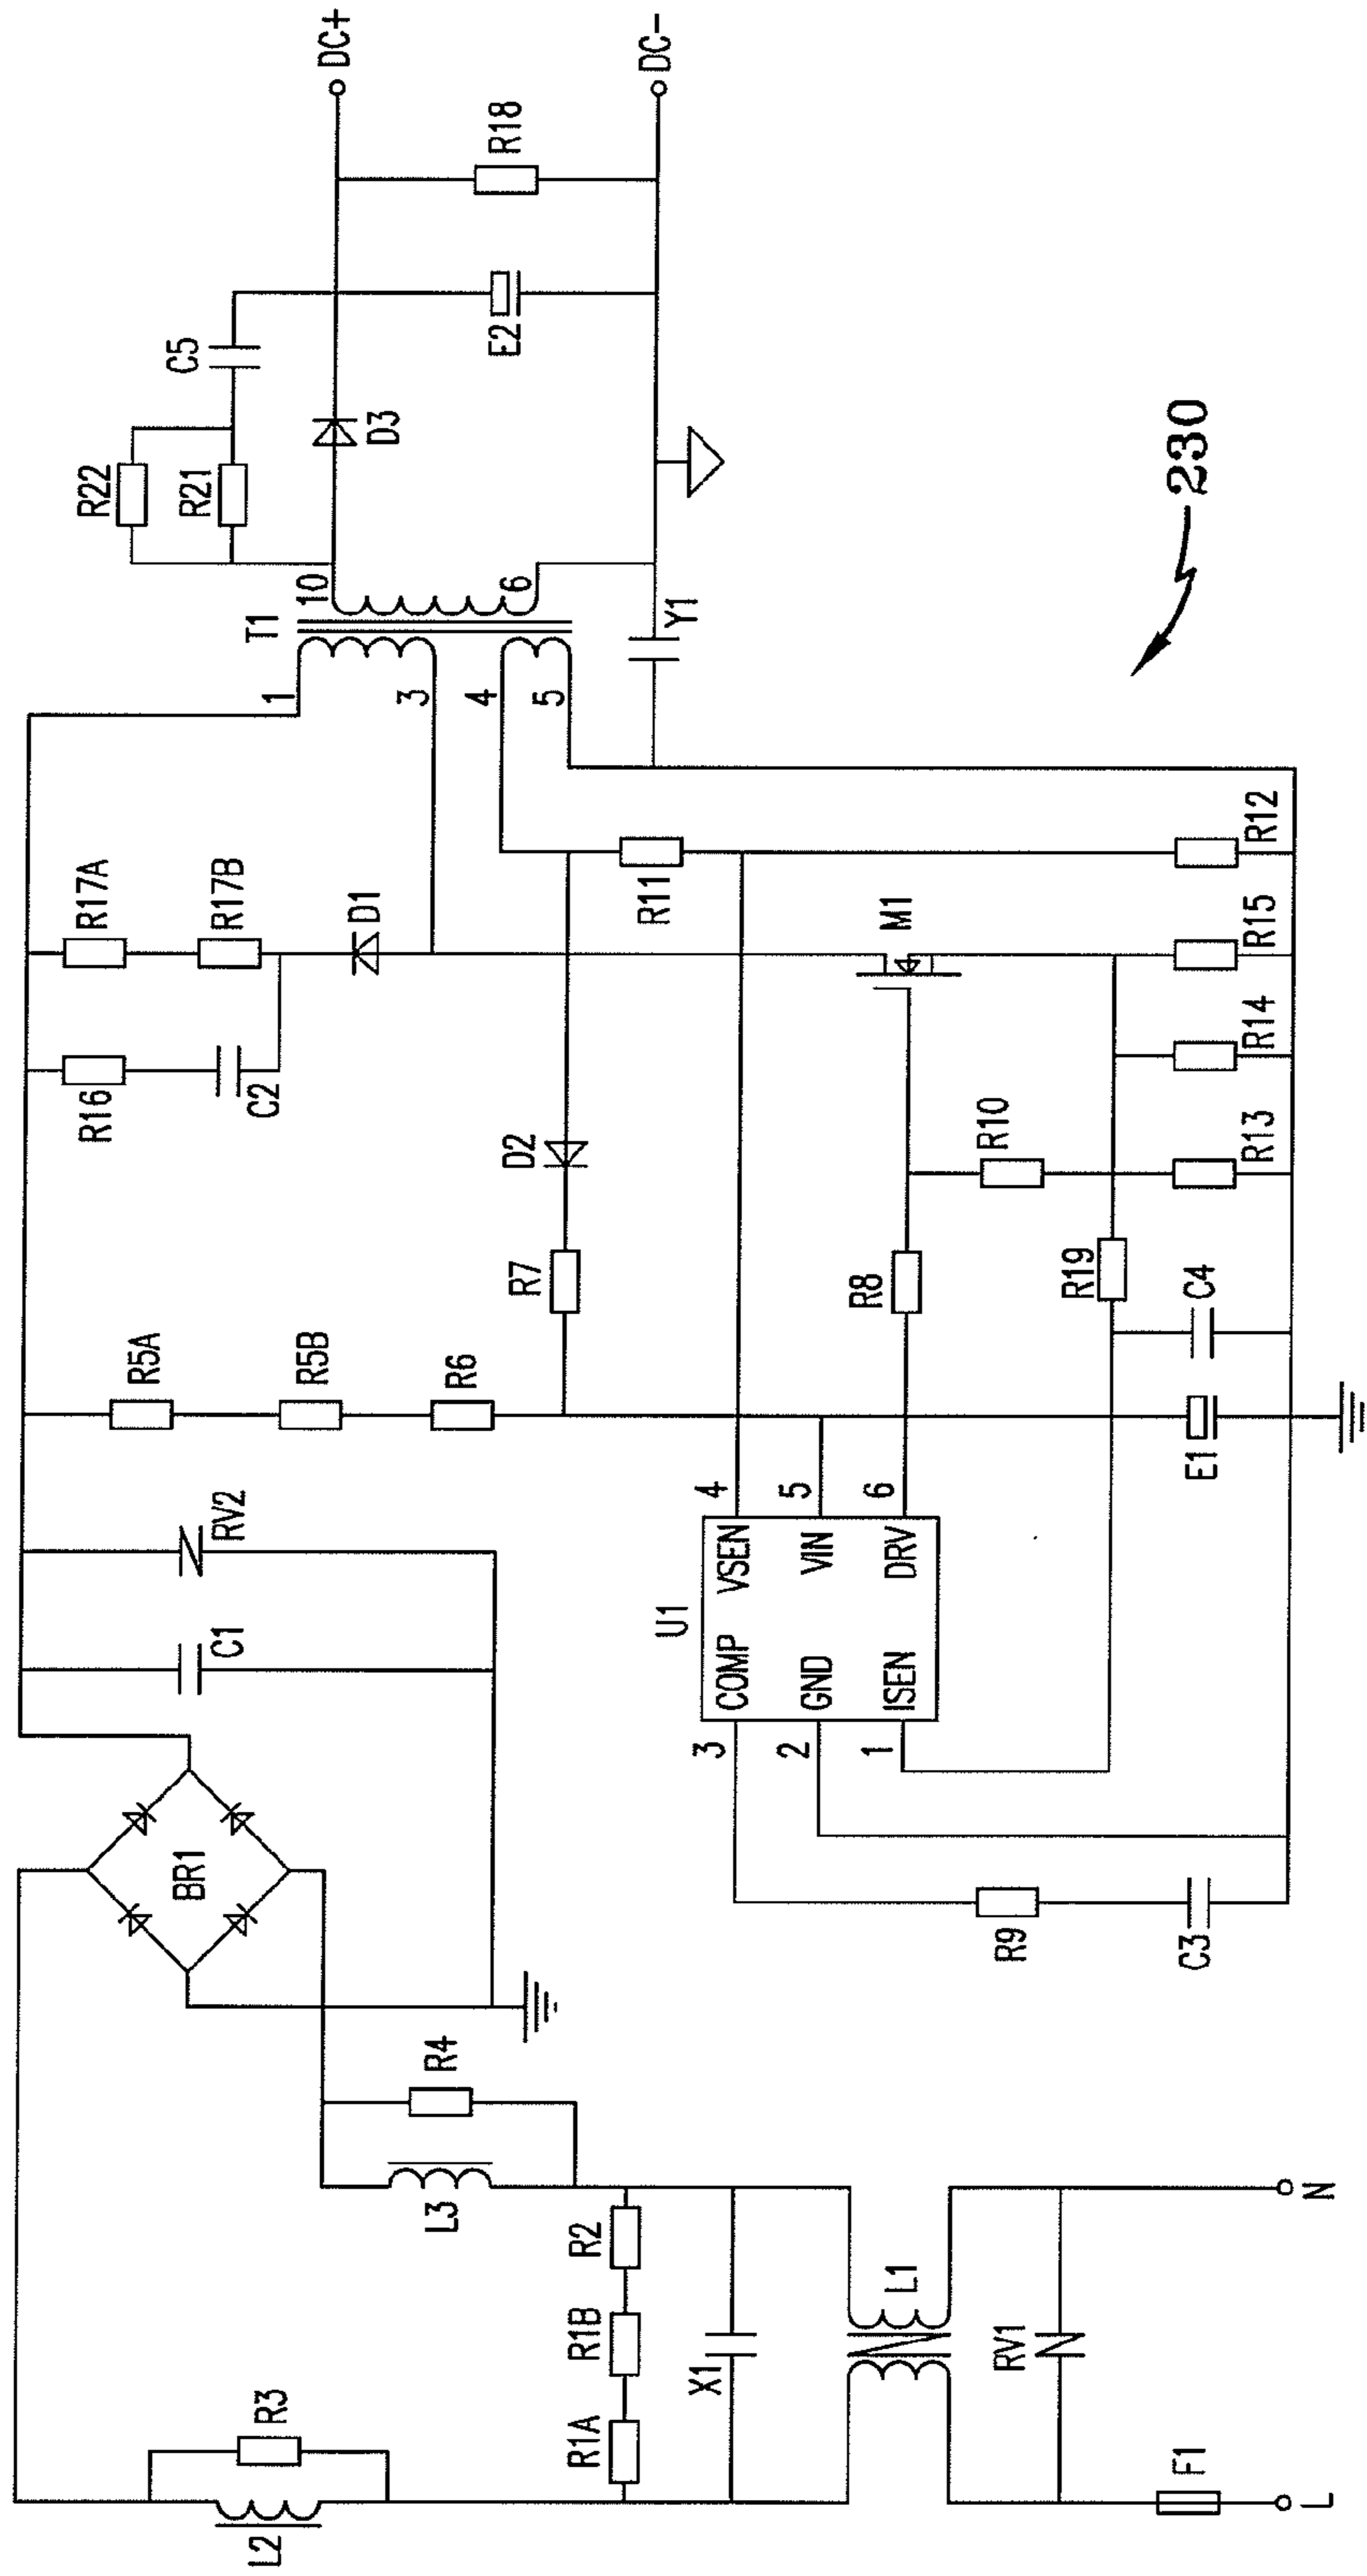 L2
R3
R1A
R1B
R2
X1
L1
RV1
F1
L
N
L3
R4
BR1
C1
RV2
R5A
R5B
R6
R7
D2
R16
C2
R17A
R17B
D1
T1
1
3
4
5
10
6
Y1
R22
R21
C5
D3
E2
R18
DC+
DC-
U1
COMP VSEN
GND VIN
ISEN DRV
3
2
1
4
5
6
R9
C3
E1
C4
R19
R8
R10
M1
R11
R13
R14
R15
R12
230